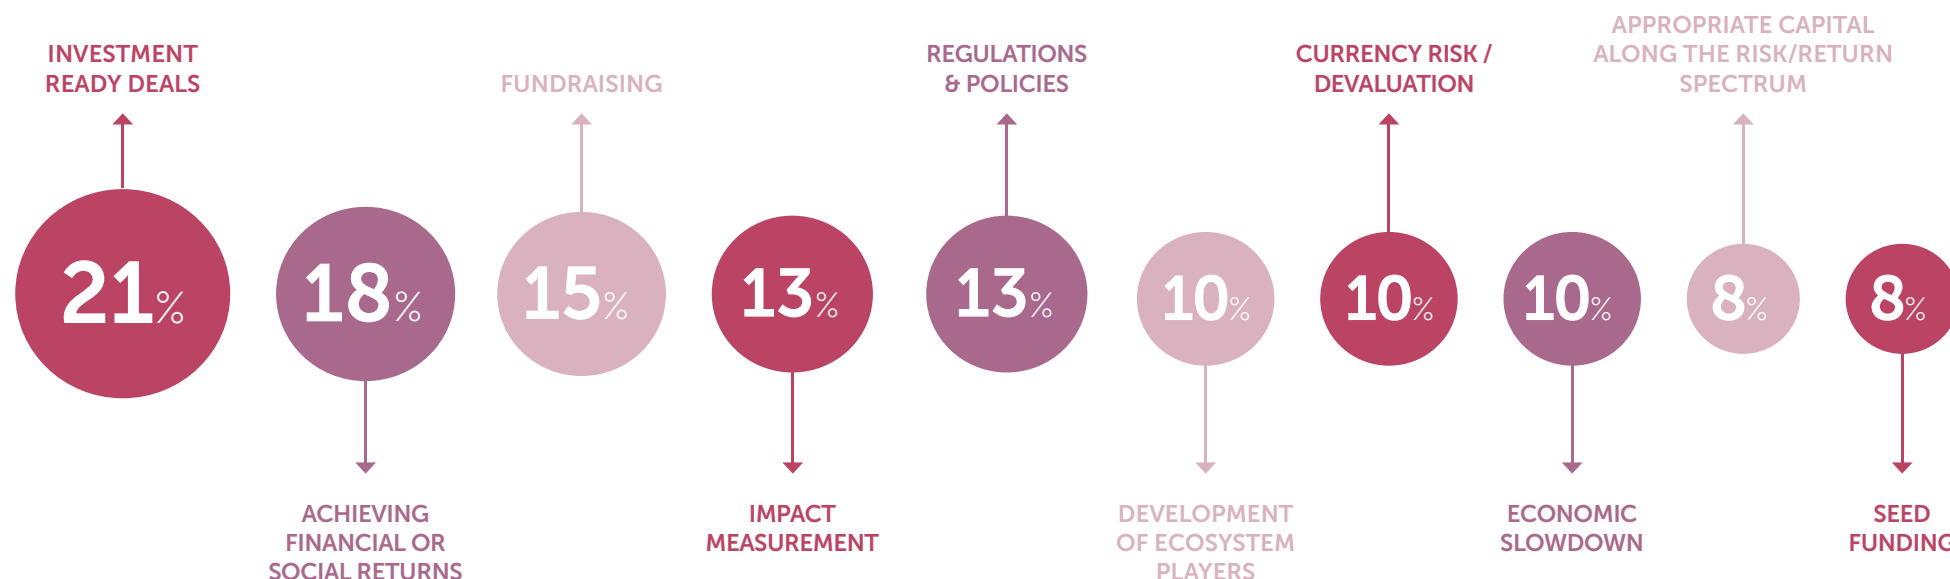 INVESTMENT
READY DEALS
21%
18%
ACHIEVING
FINANCIAL OR
SOCIAL RETURNS
FUNDRAISING
15%
13%
IMPACT
MEASUREMENT
REGULATIONS
& POLICIES
13%
10%
DEVELOPMENT
OF ECOSYSTEM
PLAYERS
CURRENCY RISK /
DEVALUATION
10%
10%
ECONOMIC
SLOWDOWN
APPROPRIATE CAPITAL
ALONG THE RISK/RETURN
SPECTRUM
8%
8%
SEED
FUNDING